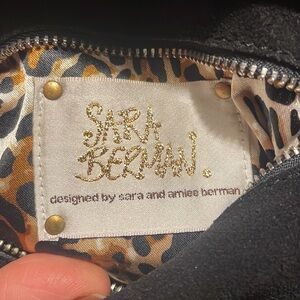 SARA
BERMAN.
designed by sara and amiee berman